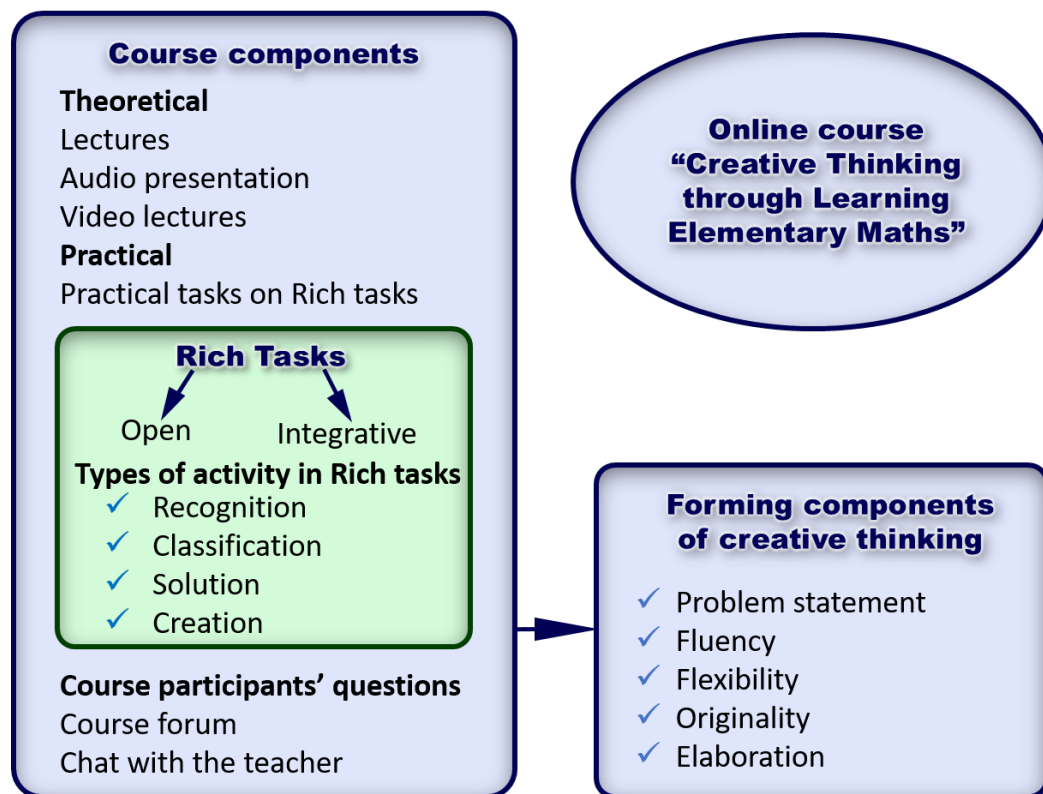 Course components
Theoretical
Lectures
Audio presentation
Video lectures
Practical
Practical tasks on Rich tasks
Rich Tasks
Open
Integrative
Types of activity in Rich tasks
Recognition
Classification
Solution
Creation
Course participants’ questions
Course forum
Chat with the teacher
Online course
“Creative Thinking
through Learning
Elementary Maths”
Forming components
of creative thinking
Problem statement
Fluency
Flexibility
Originality
Elaboration